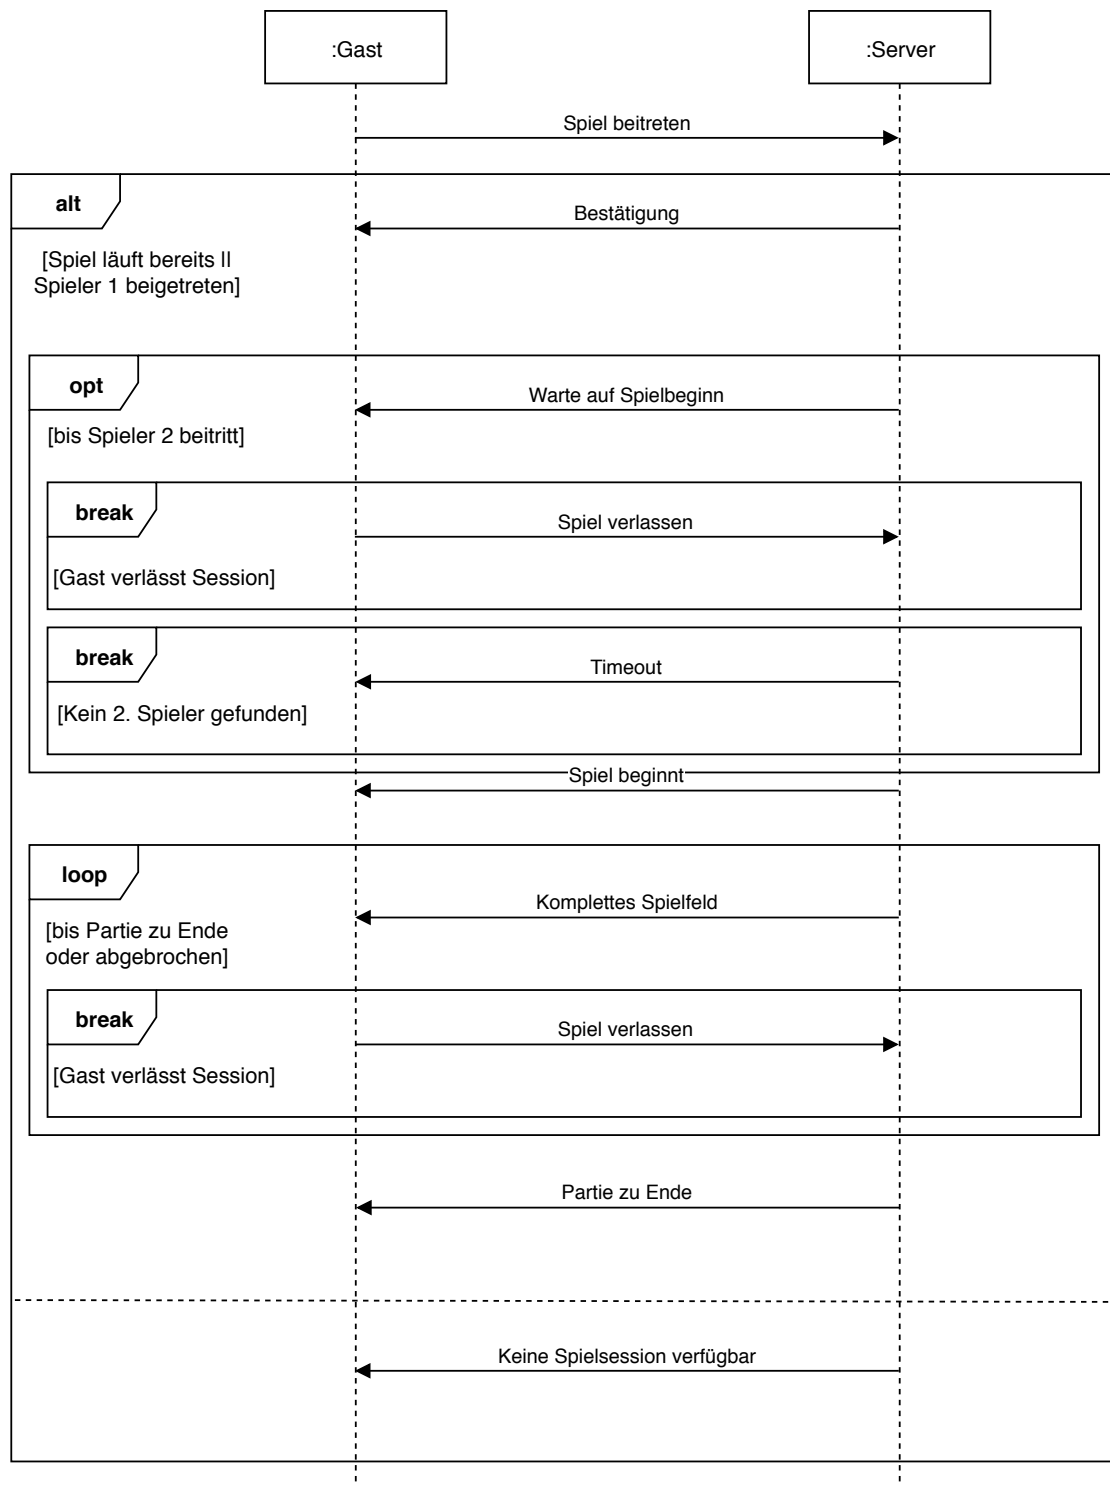 :Gast
:Server
Spiel beitreten
alt
Bestätigung
[Spiel läuft bereits ||
Spieler 1 beigetreten]
opt
Warte auf Spielbeginn
[bis Spieler 2 beitritt]
break
Spiel verlassen
[Gast verlässt Session]
break
Timeout
[Kein 2. Spieler gefunden]
Spiel beginnt
loop
Komplettes Spielfeld
[bis Partie zu Ende
oder abgebrochen]
break
Spiel verlassen
[Gast verlässt Session]
Partie zu Ende
Keine Spielsession verfügbar